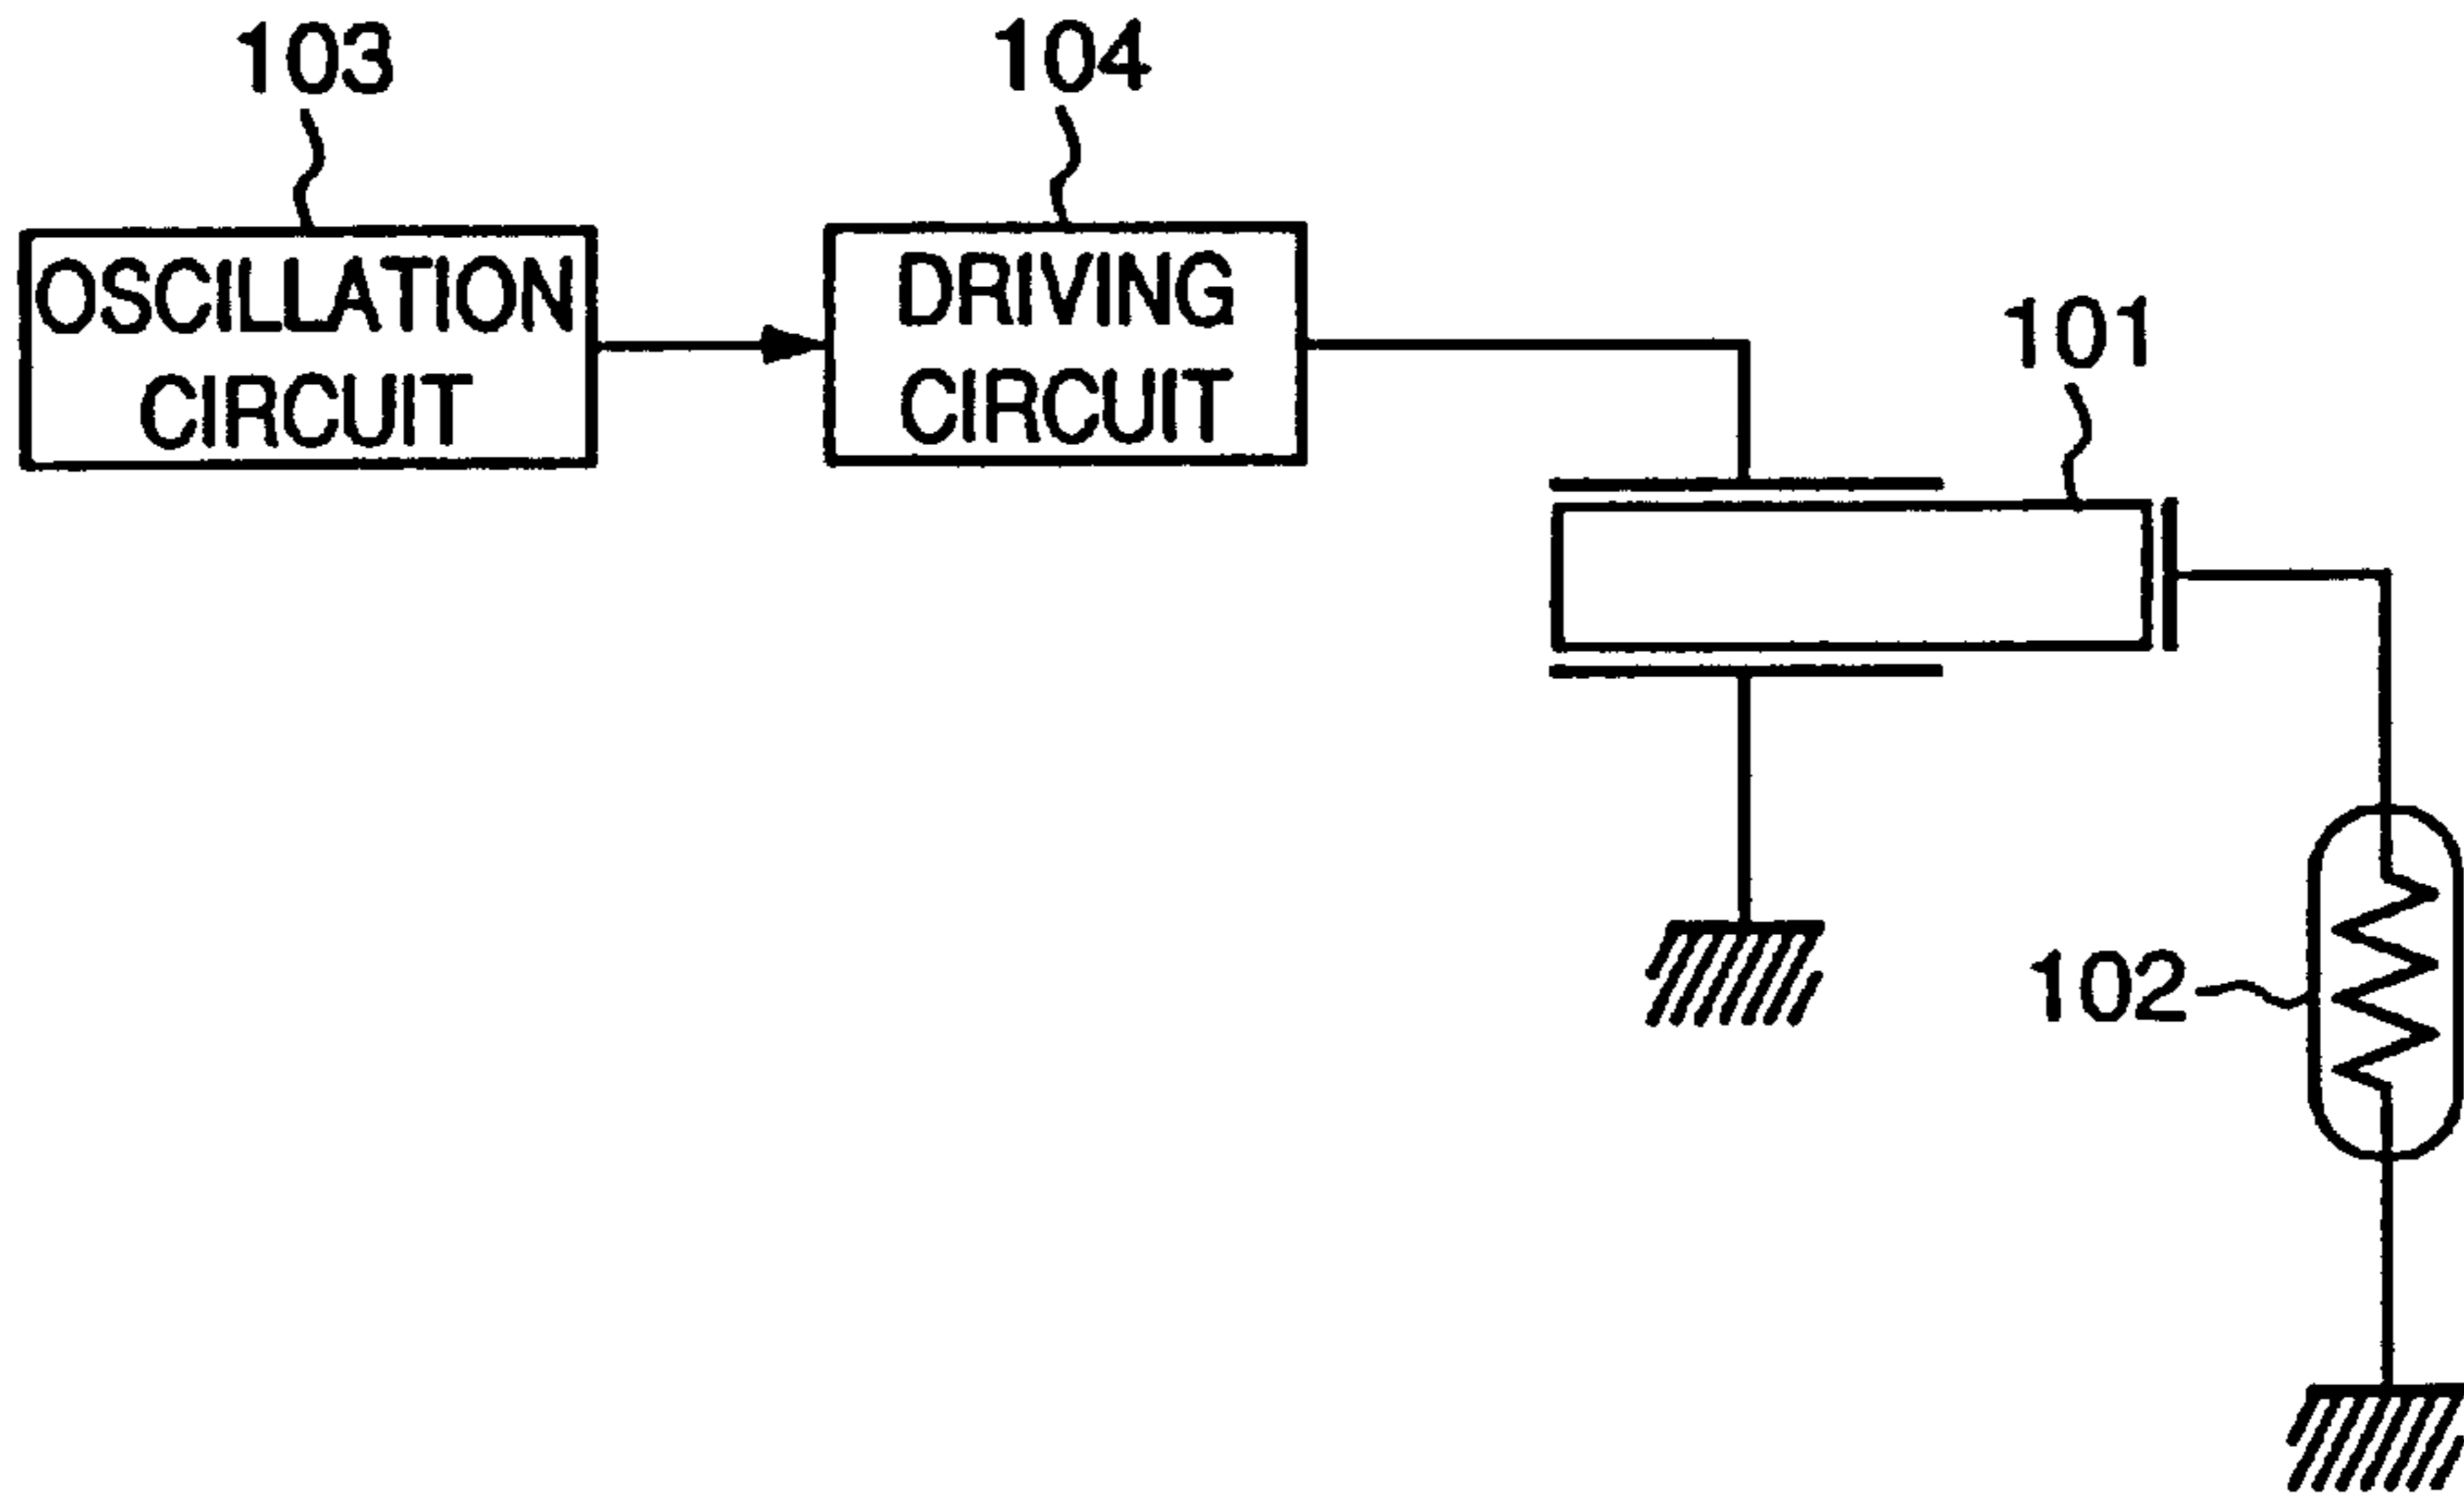 103
104
OSCILLATION
CIRCUIT
DRIVING
CIRCUIT
101
102